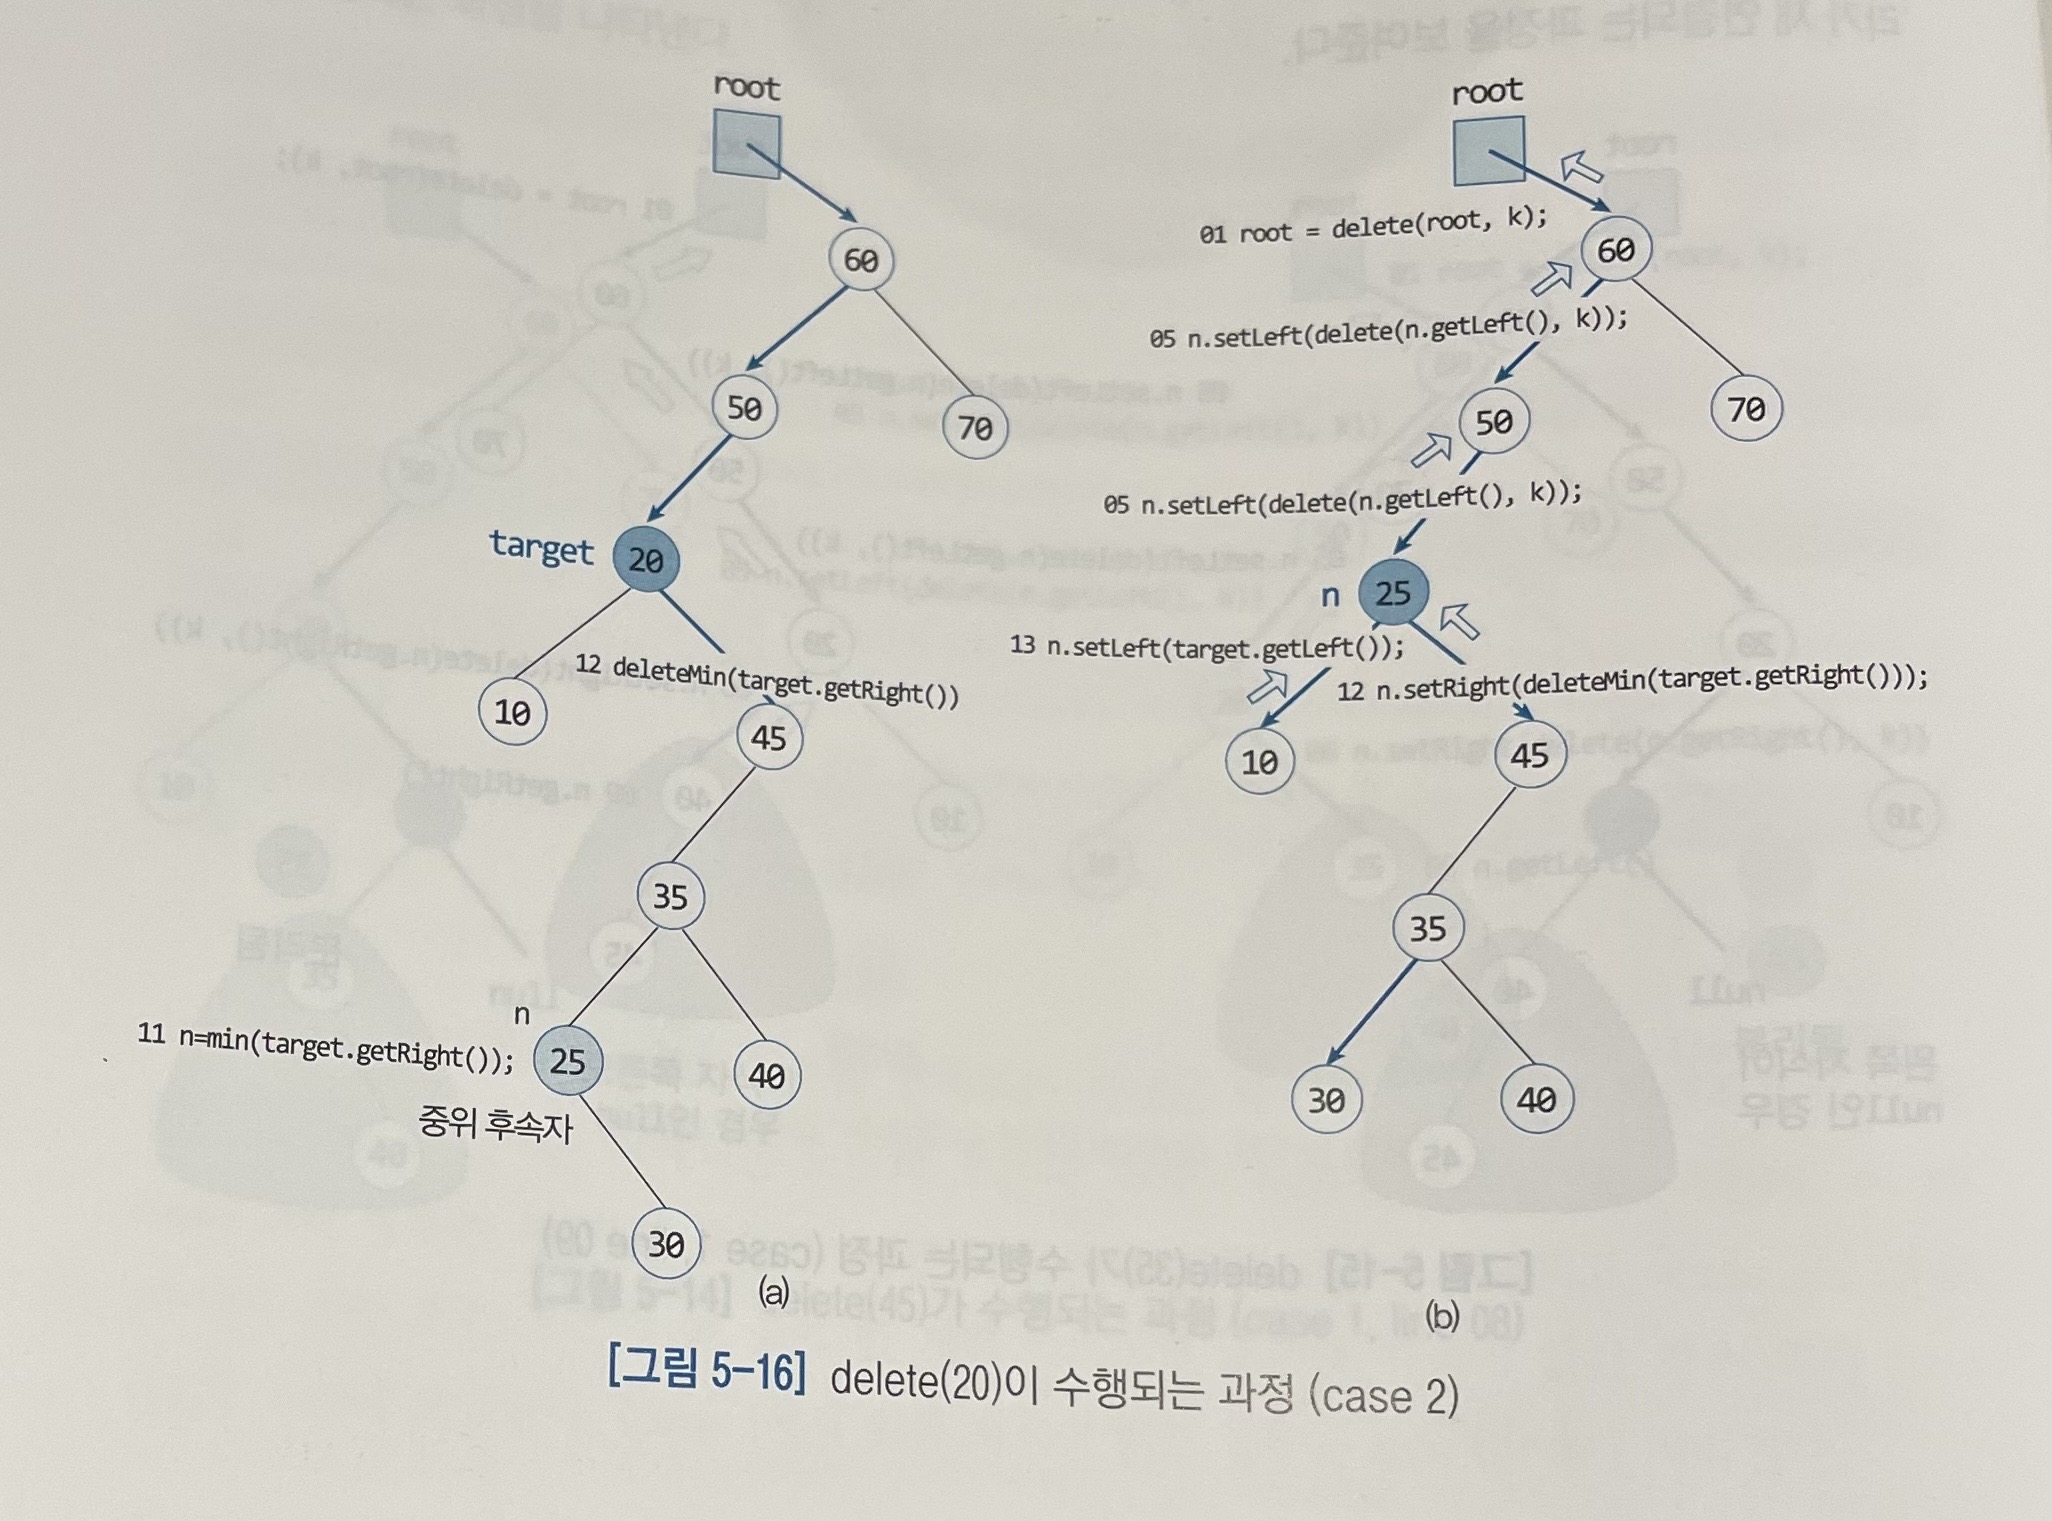 root
60
50
70
target 20
12 deleteMin(target.getRight())
10
45
35
n
11 n=min(target.getRight()); 25
40
중위 후속자
30
(a)
root
01 root = delete(root, k);
60
05 n.setLeft(delete(n.getLeft(), k));
50
70
05 n.setLeft(delete(n.getLeft(), k));
n 25
13 n.setLeft(target.getLeft());
12 n.setRight(deleteMin(target.getRight()));
10
45
35
30
40
(b)
[그림 5-16] delete(20)이 수행되는 과정 (case 2)